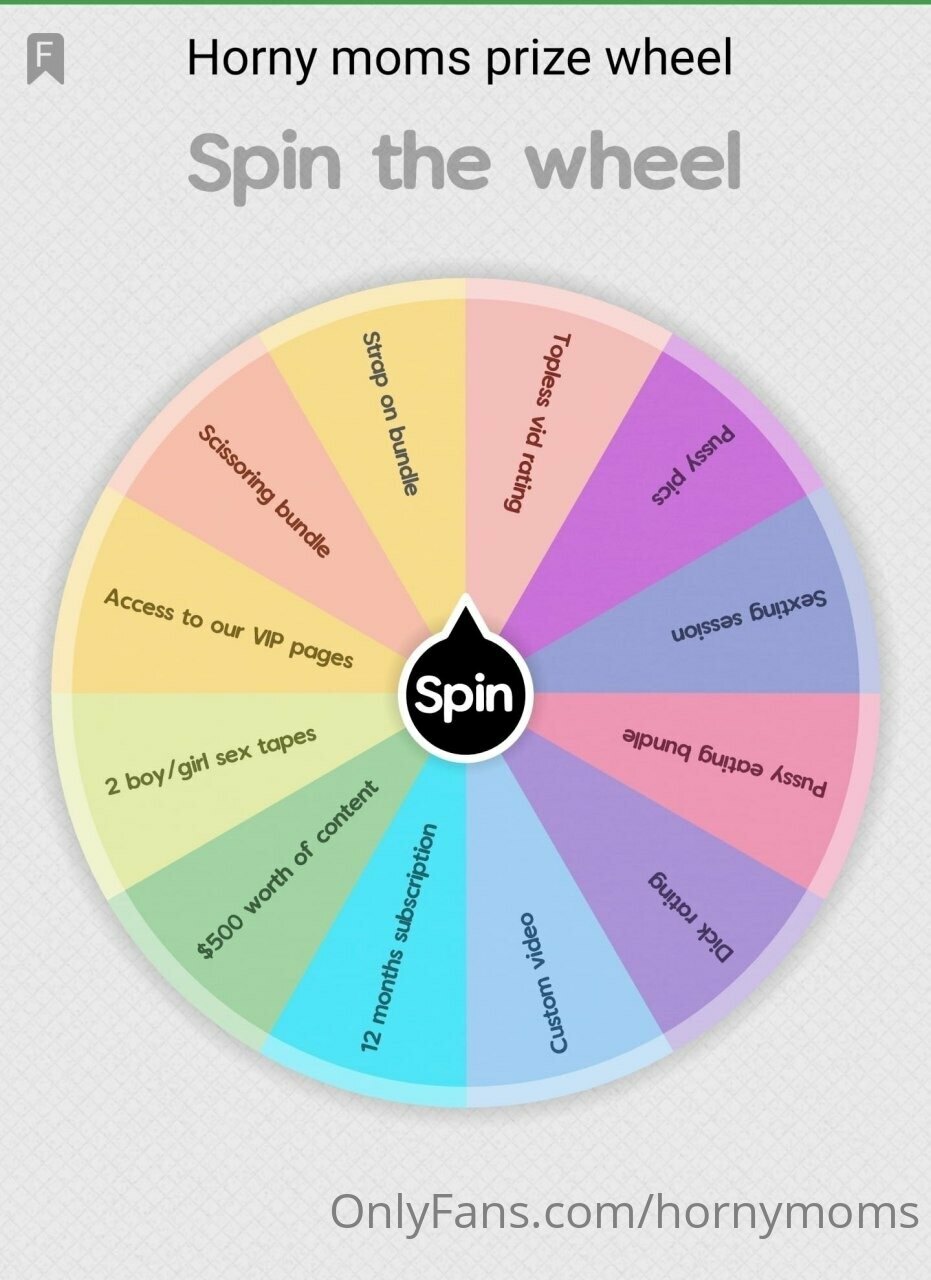 F
Horny moms prize wheel
Spin the wheel
Topless vid rating
Pussy pics
Sexting session
Pussy eating bundle
Dick rating
Custom video
12 months subscription
$500 worth of content
2 boy/girl sex tapes
Access to our VIP pages
Scissoring bundle
Strap on bundle
Spin
OnlyFans.com/hornymoms